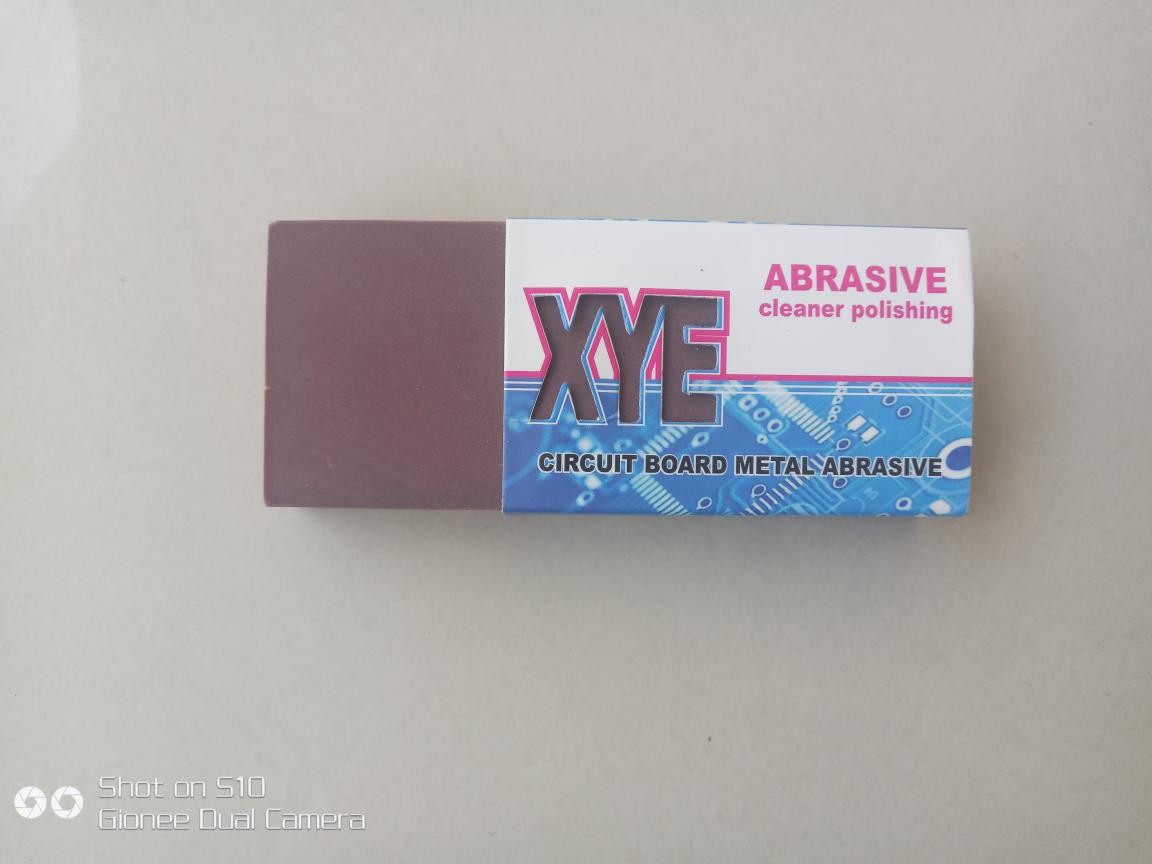 ABRASIVE
cleaner polishing
XYE
CIRCUIT BOARD METAL ABRASIVE
Shot on S10
Gionee Dual Camera